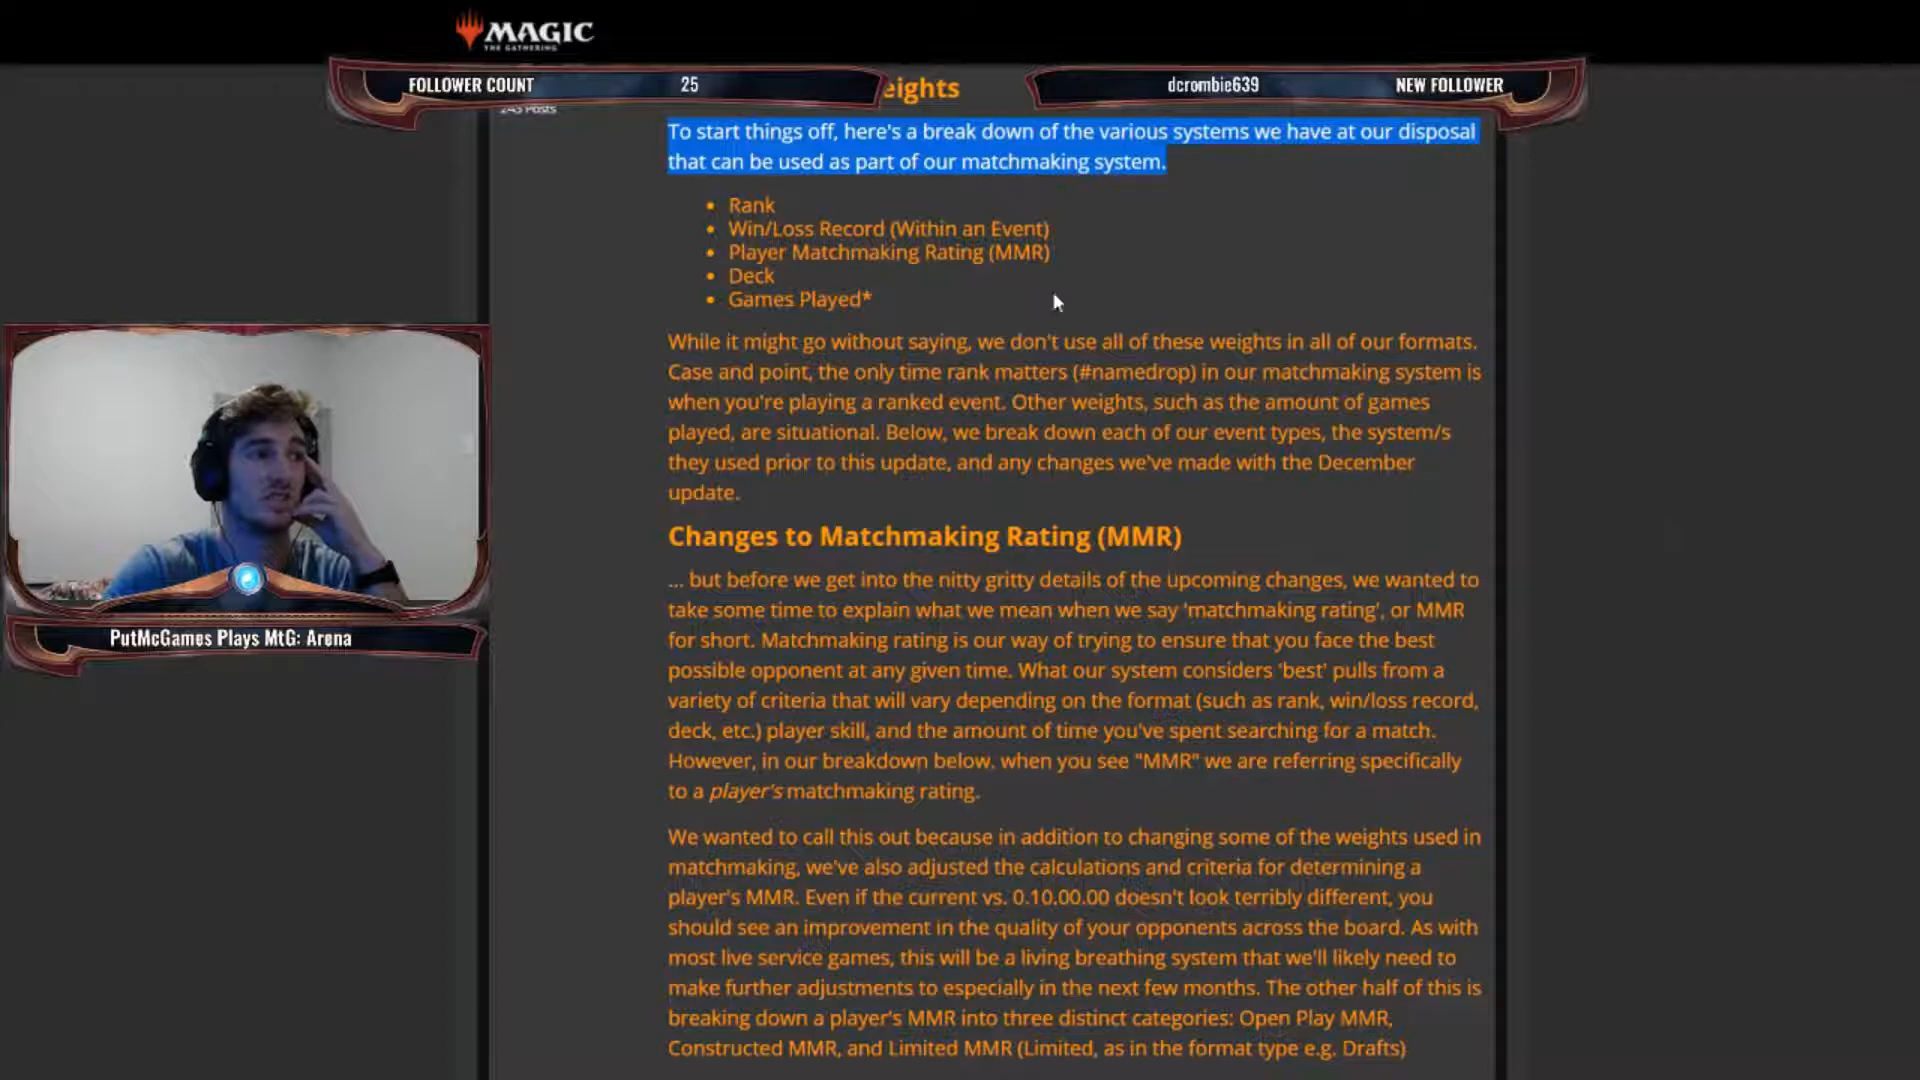 MAGIC
THE GATHERING
FOLLOWER COUNT 25
eights
dcrombie639 NEW FOLLOWER
243 Posts
To start things off, here's a break down of the various systems we have at our disposal
that can be used as part of our matchmaking system.
• Rank
• Win/Loss Record (Within an Event)
• Player Matchmaking Rating (MMR)
• Deck
• Games Played*
While it might go without saying, we don't use all of these weights in all of our formats.
Case and point, the only time rank matters (#namedrop) in our matchmaking system is
when you're playing a ranked event. Other weights, such as the amount of games
played, are situational. Below, we break down each of our event types, the system/s
they used prior to this update, and any changes we've made with the December
update.
Changes to Matchmaking Rating (MMR)
... but before we get into the nitty gritty details of the upcoming changes, we wanted to
take some time to explain what we mean when we say 'matchmaking rating', or MMR
for short. Matchmaking rating is our way of trying to ensure that you face the best
possible opponent at any given time. What our system considers 'best' pulls from a
variety of criteria that will vary depending on the format (such as rank, win/loss record,
deck, etc.) player skill, and the amount of time you've spent searching for a match.
However, in our breakdown below, when you see "MMR" we are referring specifically
to a player's matchmaking rating.
We wanted to call this out because in addition to changing some of the weights used in
matchmaking, we've also adjusted the calculations and criteria for determining a
player's MMR. Even if the current vs. 0.10.00.00 doesn't look terribly different, you
should see an improvement in the quality of your opponents across the board. As with
most live service games, this will be a living breathing system that we'll likely need to
make further adjustments to especially in the next few months. The other half of this is
breaking down a player's MMR into three distinct categories: Open Play MMR,
Constructed MMR, and Limited MMR (Limited, as in the format type e.g. Drafts)
PutMcGames Plays MtG: Arena